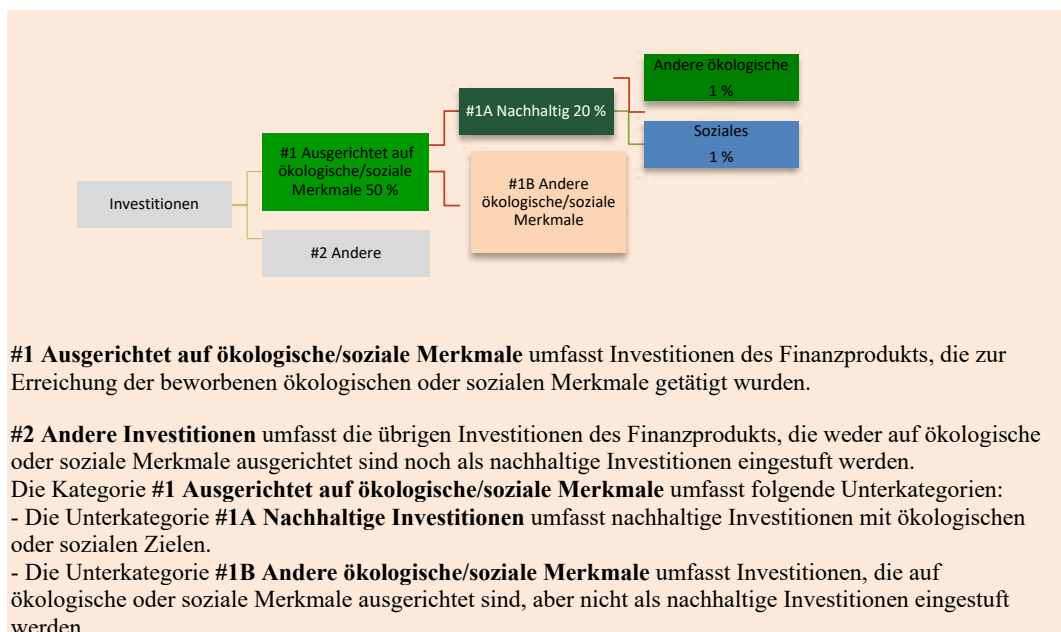 Andere ökologische
1 %
#1A Nachhaltig 20 %
Soziales
1 %
#1 Ausgerichtet auf
ökologische/soziale
Merkmale 50 %
#1B Andere
ökologische/soziale
Merkmale
Investitionen
#2 Andere
#1 Ausgerichtet auf ökologische/soziale Merkmale umfasst Investitionen des Finanzprodukts, die zur
Erreichung der beworbenen ökologischen oder sozialen Merkmale getätigt wurden.
#2 Andere Investitionen umfasst die übrigen Investitionen des Finanzprodukts, die weder auf ökologische
oder soziale Merkmale ausgerichtet sind noch als nachhaltige Investitionen eingestuft werden.
Die Kategorie #1 Ausgerichtet auf ökologische/soziale Merkmale umfasst folgende Unterkategorien:
- Die Unterkategorie #1A Nachhaltige Investitionen umfasst nachhaltige Investitionen mit ökologischen
oder sozialen Zielen.
- Die Unterkategorie #1B Andere ökologische/soziale Merkmale umfasst Investitionen, die auf
ökologische oder soziale Merkmale ausgerichtet sind, aber nicht als nachhaltige Investitionen eingestuft
werden